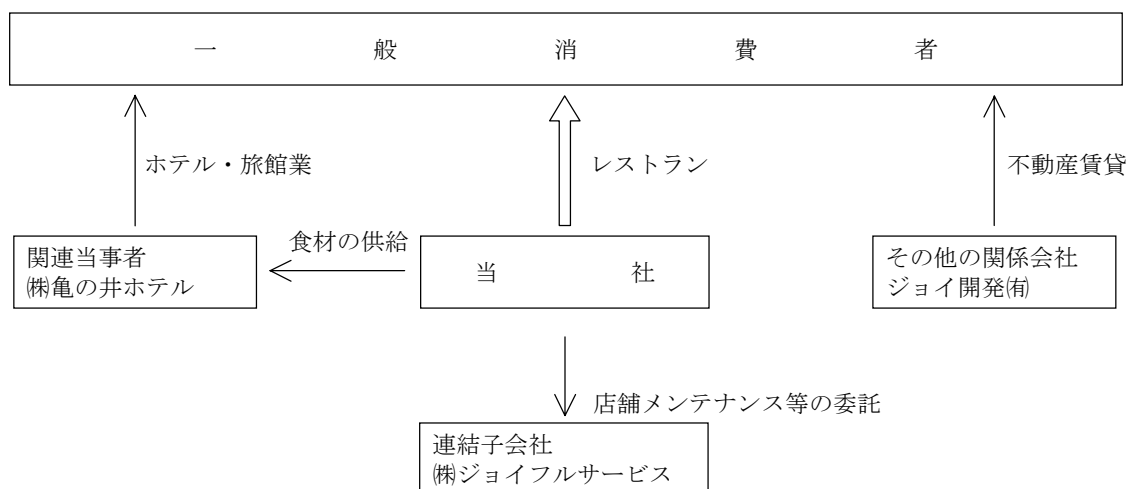 一般消費者
ホテル・旅館業
レストラン
不動産賃貸
関連当事者
㈱亀の井ホテル
食材の供給
当社
その他の関係会社
ジョイ開発㈲
店舗メンテナンス等の委託
連結子会社
㈱ジョイフルサービス